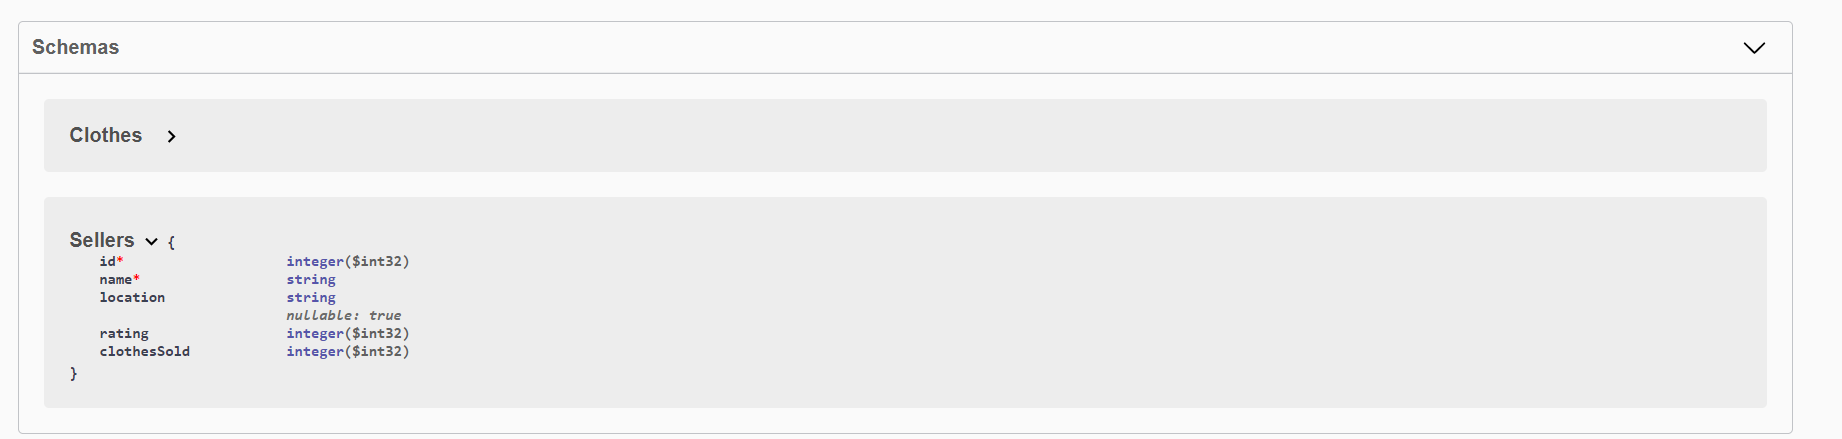 Schemas
Clothes
Sellers {
id* integer($int32)
name* string
location string
nullable: true
rating integer($int32)
clothesSold integer($int32)
}